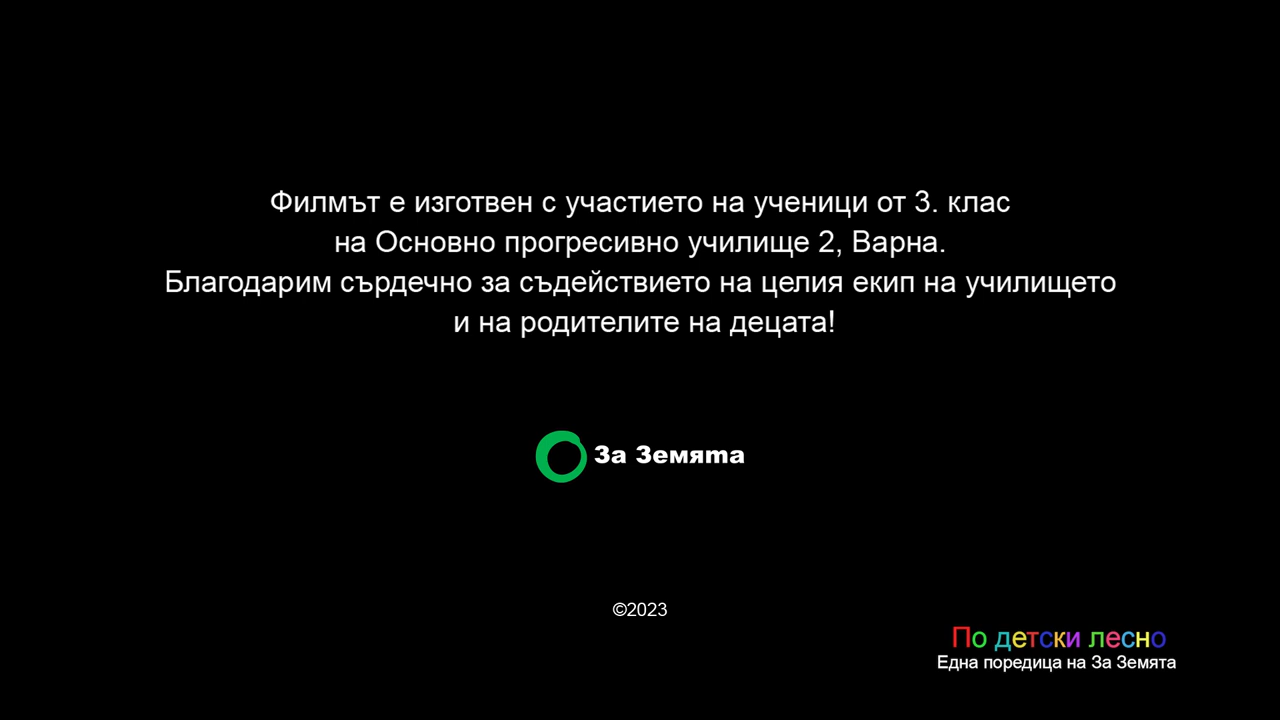 Филмът е изготвен с участието на ученици от 3. клас
на Основно прогресивно училище 2, Варна.
Благодарим сърдечно за съдействието на целия екип на училището
и на родителите на децата!
За Земята
©2023
По детски лесно
Една поредица на За Земята